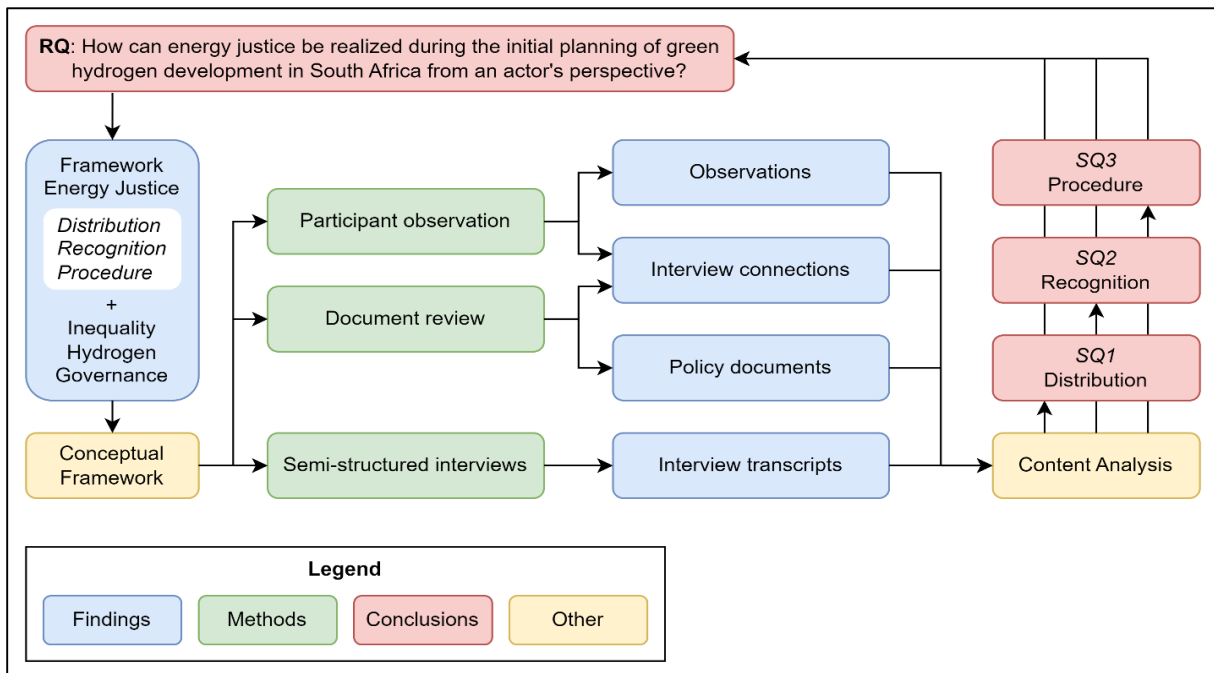 RQ: How can energy justice be realized during the initial planning of green
hydrogen development in South Africa from an actor's perspective?
Framework
Energy Justice
Distribution
Recognition
Procedure
+
Inequality
Hydrogen
Governance
Conceptual
Framework
Participant observation
Document review
Semi-structured interviews
Observations
Interview connections
Policy documents
Interview transcripts
SQ3
Procedure
SQ2
Recognition
SQ1
Distribution
Content Analysis
Legend
Findings
Methods
Conclusions
Other